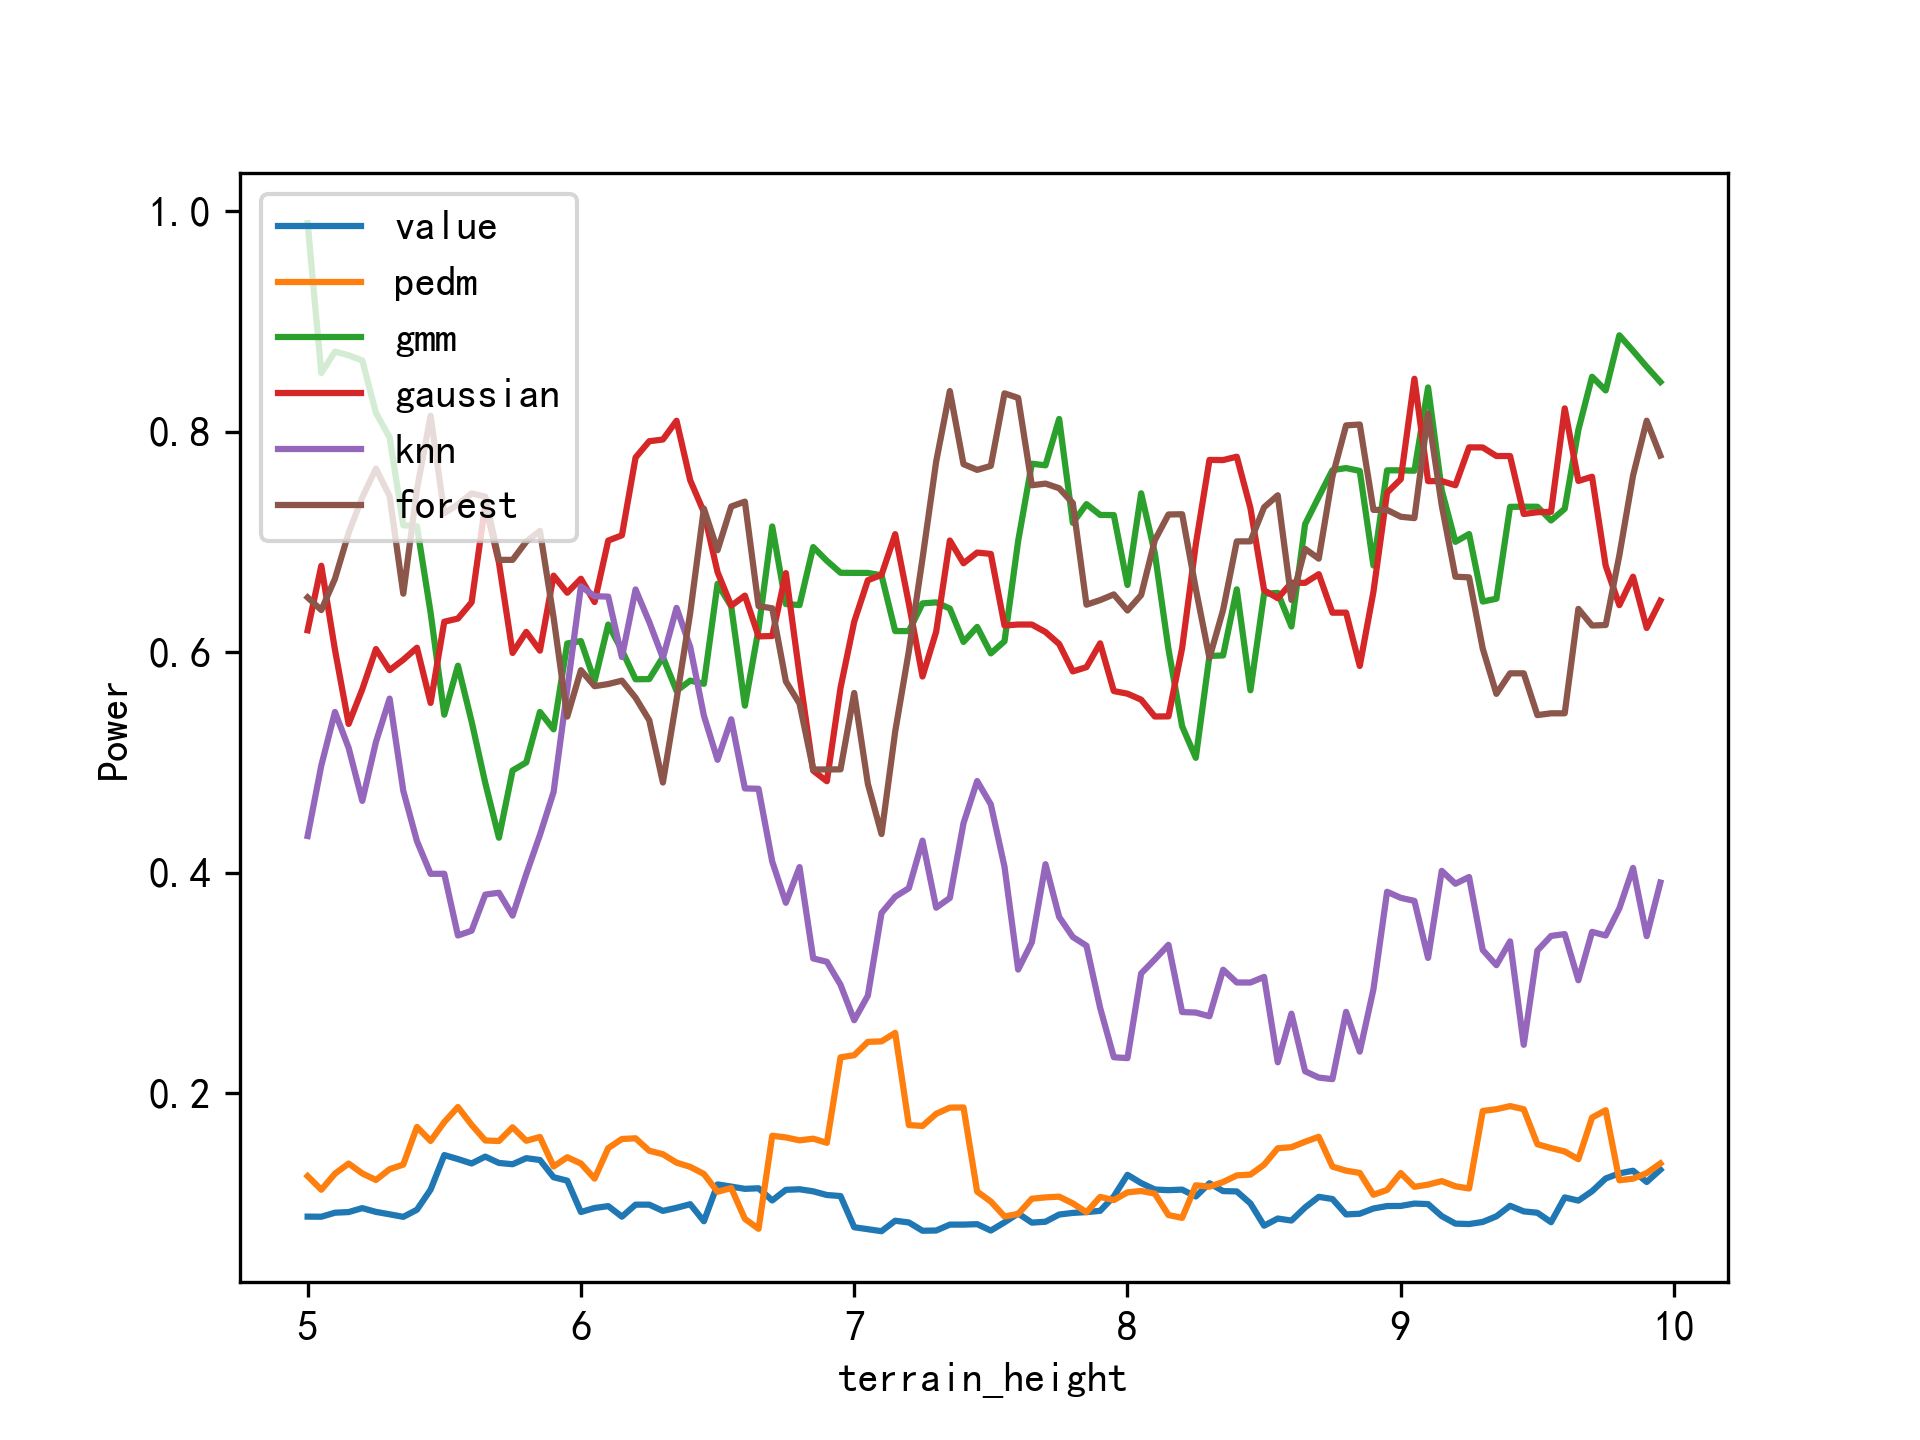 value
pedm
gmm
gaussian
knn
forest
1.0
0.8
0.6
0.4
0.2
Power
5 6 7 8 9 10
terrain_height